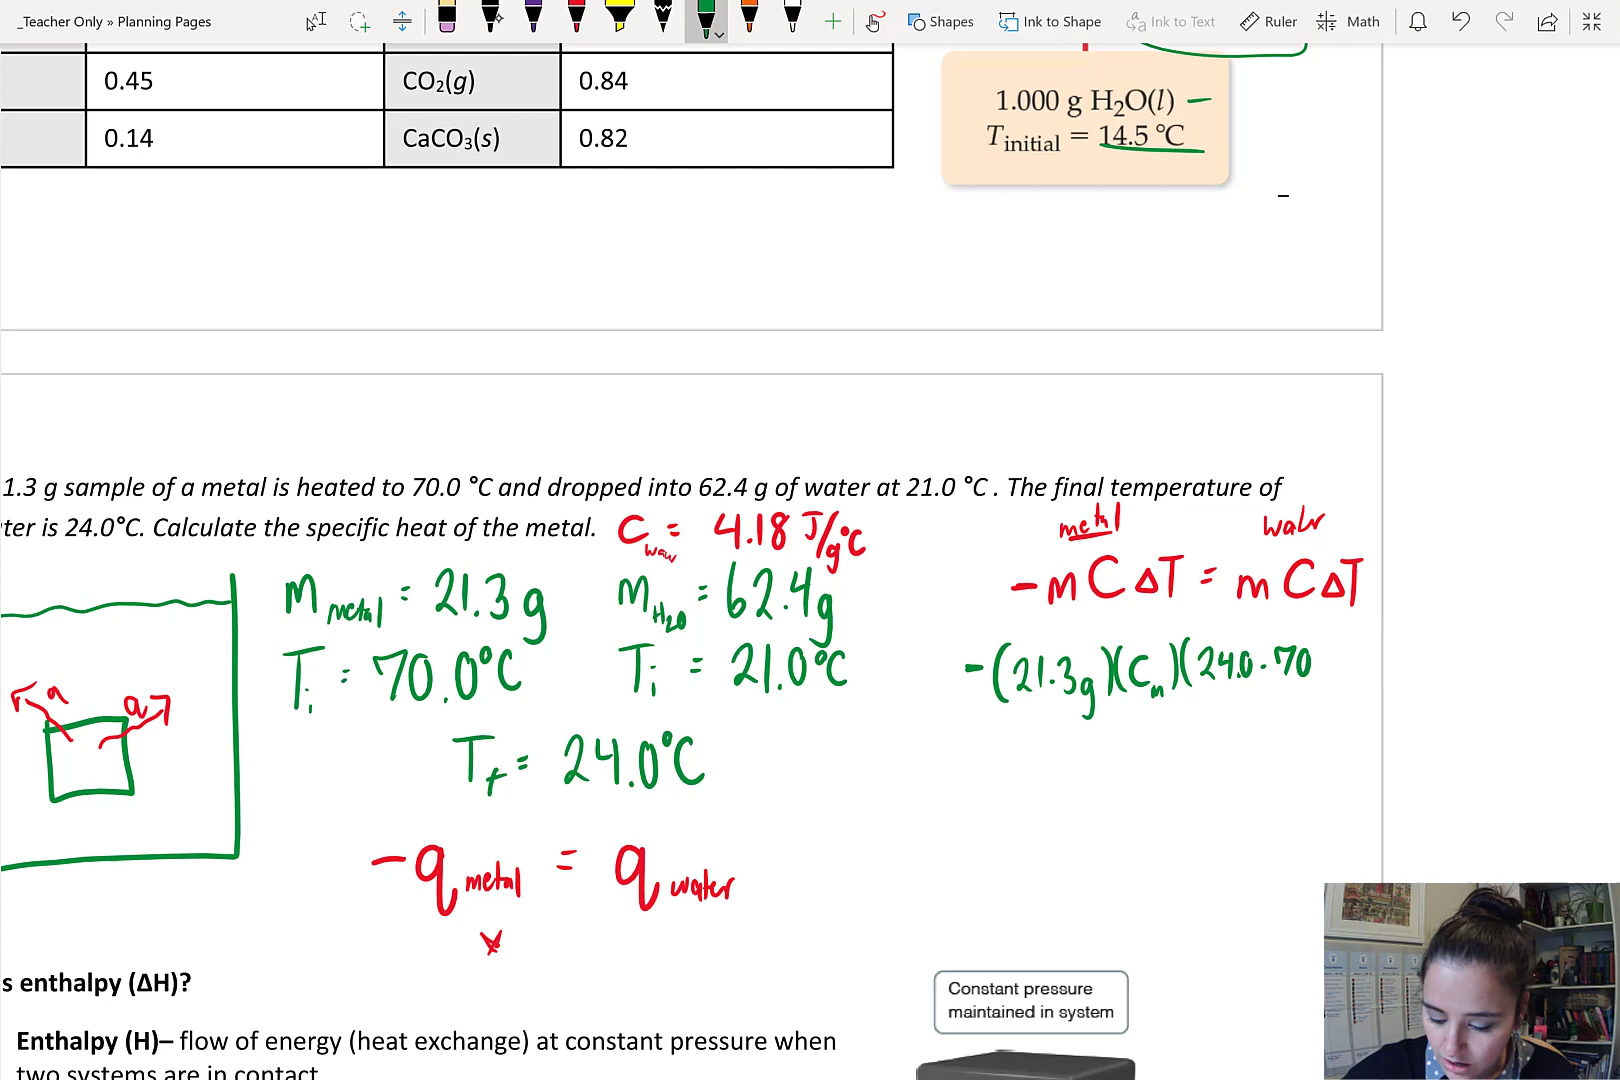 _Teacher Only » Planning Pages
Shapes
Ink to Shape
Ink to Text
Ruler
Math
0.45 CO₂(g) 0.84
0.14 CaCO₃(s) 0.82
1.000 g H₂O(l)
Tinitial = 14.5 °C
1.3 g sample of a metal is heated to 70.0 °C and dropped into 62.4 g of water at 21.0 °C . The final temperature of
ter is 24.0°C. Calculate the specific heat of the metal.
C = 4.18 J/g°C
m metal = 21.3 g
m H₂O = 62.4g
Ti = 70.0°C
Ti = 21.0°C
Tf = 24.0°C
-q metal = q water
metal water
-mCΔT = mCΔT
-(21.3g)(Cm)(24.0-70
a a
s enthalpy (ΔH)?
Enthalpy (H)– flow of energy (heat exchange) at constant pressure when
two systems are in contact
Constant pressure
maintained in system